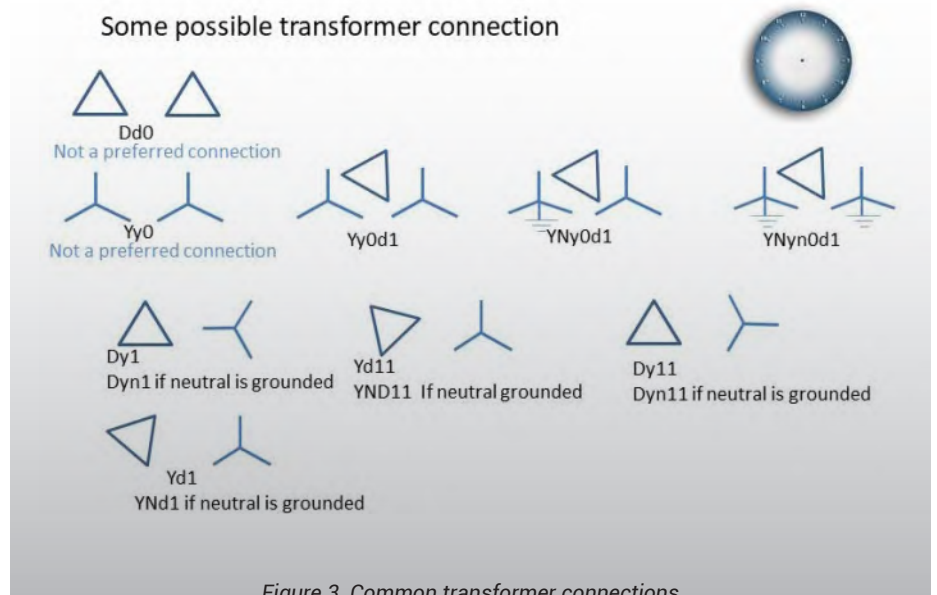 Some possible transformer connection
Dd0
Not a preferred connection
Yy0
Not a preferred connection
Yy0d1
YNy0d1
YNyn0d1
Dy1
Dyn1 if neutral is grounded
Yd11
YND11 If neutral grounded
Dy11
Dyn11 if neutral is grounded
Yd1
YNd1 if neutral is grounded
Figure 3. Common transformer connections